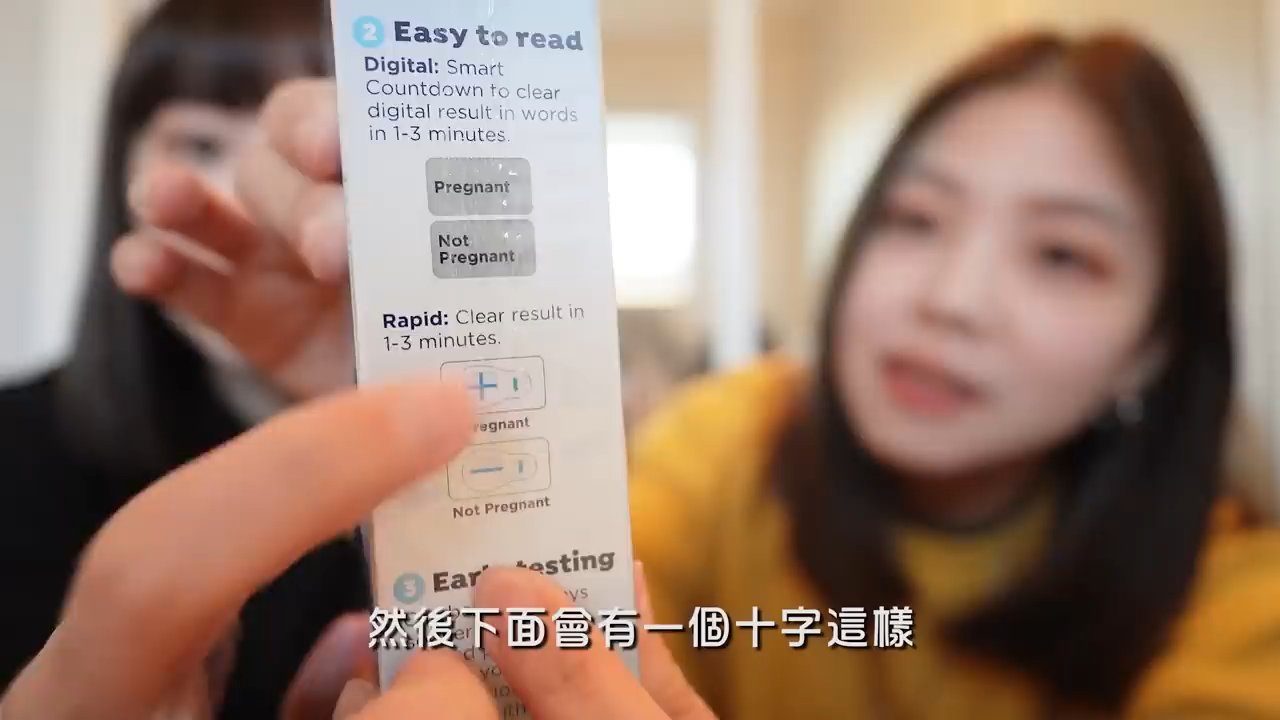 2 Easy to read
Digital: Smart
Countdown to clear
digital result in words
in 1-3 minutes.
Pregnant
Not
Pregnant
Rapid: Clear result in
1-3 minutes.
regnant
Not Pregnant
3 testing
然後下面會有一個十字這樣